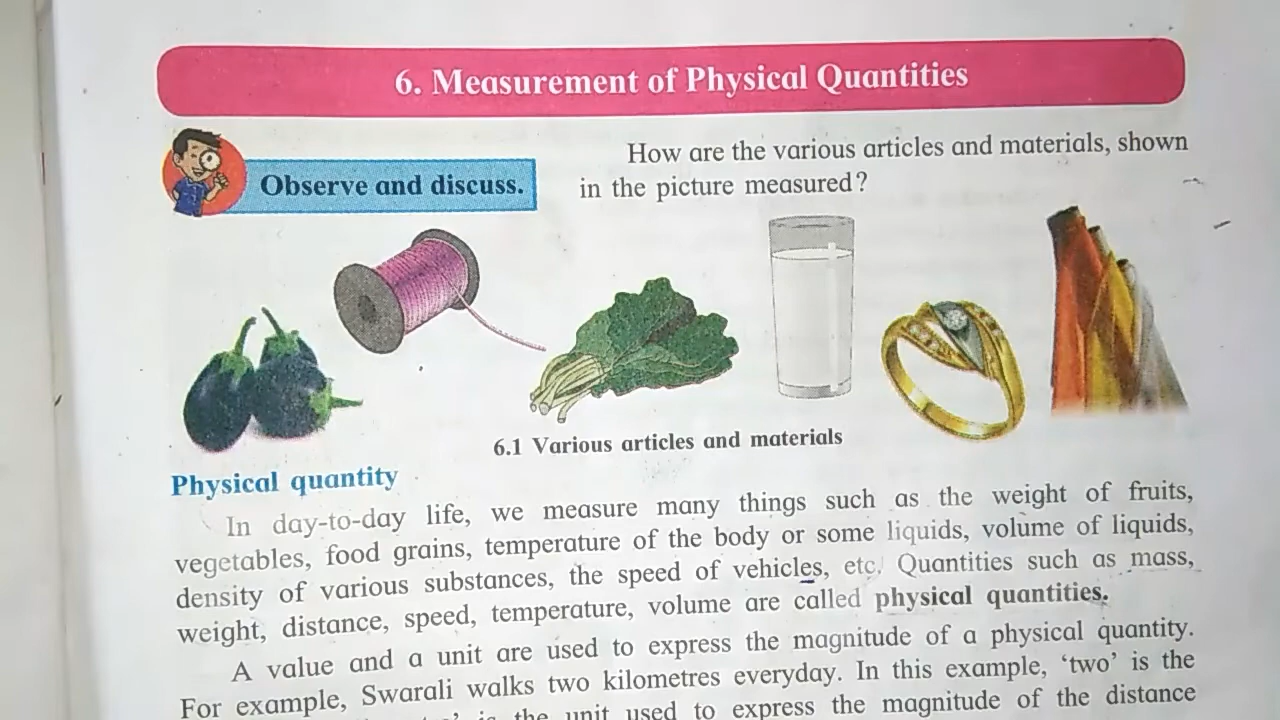 6. Measurement of Physical Quantities
Observe and discuss.
How are the various articles and materials, shown
in the picture measured?
6.1 Various articles and materials
Physical quantity
In day-to-day life, we measure many things such as the weight of fruits,
vegetables, food grains, temperature of the body or some liquids, volume of liquids,
density of various substances, the speed of vehicles, etc. Quantities such as mass,
weight, distance, speed, temperature, volume are called physical quantities.
A value and a unit are used to express the magnitude of a physical quantity.
For example, Swarali walks two kilometres everyday. In this example, ‘two’ is the
is the unit used to express the magnitude of the distance